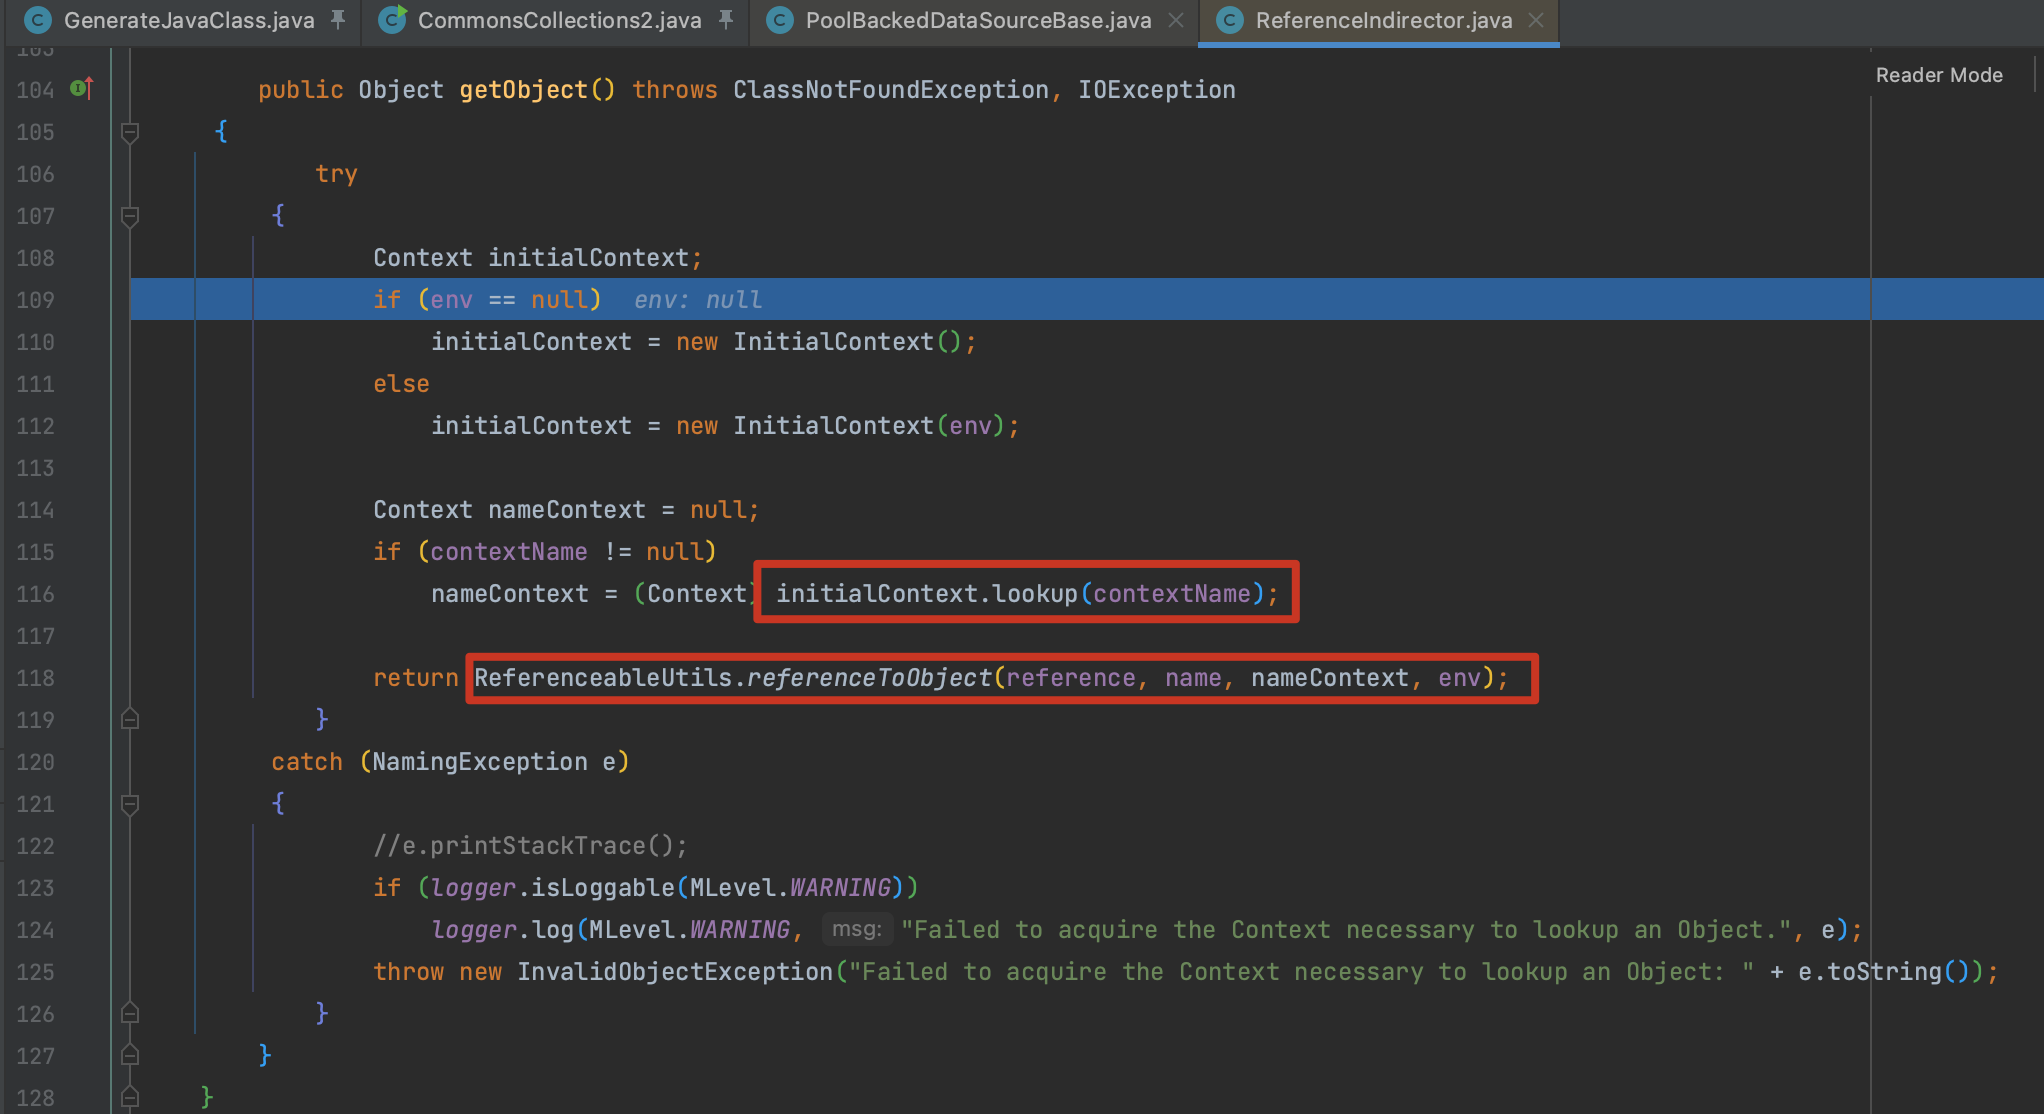 GenerateJavaClass.java CommonsCollections2.java PoolBackedDataSourceBase.java ReferenceIndirector.java
103
Reader Mode
104 public Object getObject() throws ClassNotFoundException, IOException
105 {
106 try
107 {
108 Context initialContext;
109 if (env == null) env: null
110 initialContext = new InitialContext();
111 else
112 initialContext = new InitialContext(env);
113
114 Context nameContext = null;
115 if (contextName != null)
116 nameContext = (Context) initialContext.lookup(contextName);
117
118 return ReferenceableUtils.referenceToObject(reference, name, nameContext, env);
119 }
120 catch (NamingException e)
121 {
122 //e.printStackTrace();
123 if (logger.isLoggable(MLevel.WARNING))
124 logger.log(MLevel.WARNING, msg: "Failed to acquire the Context necessary to lookup an Object.", e);
125 throw new InvalidObjectException("Failed to acquire the Context necessary to lookup an Object: " + e.toString());
126 }
127 }
128 }